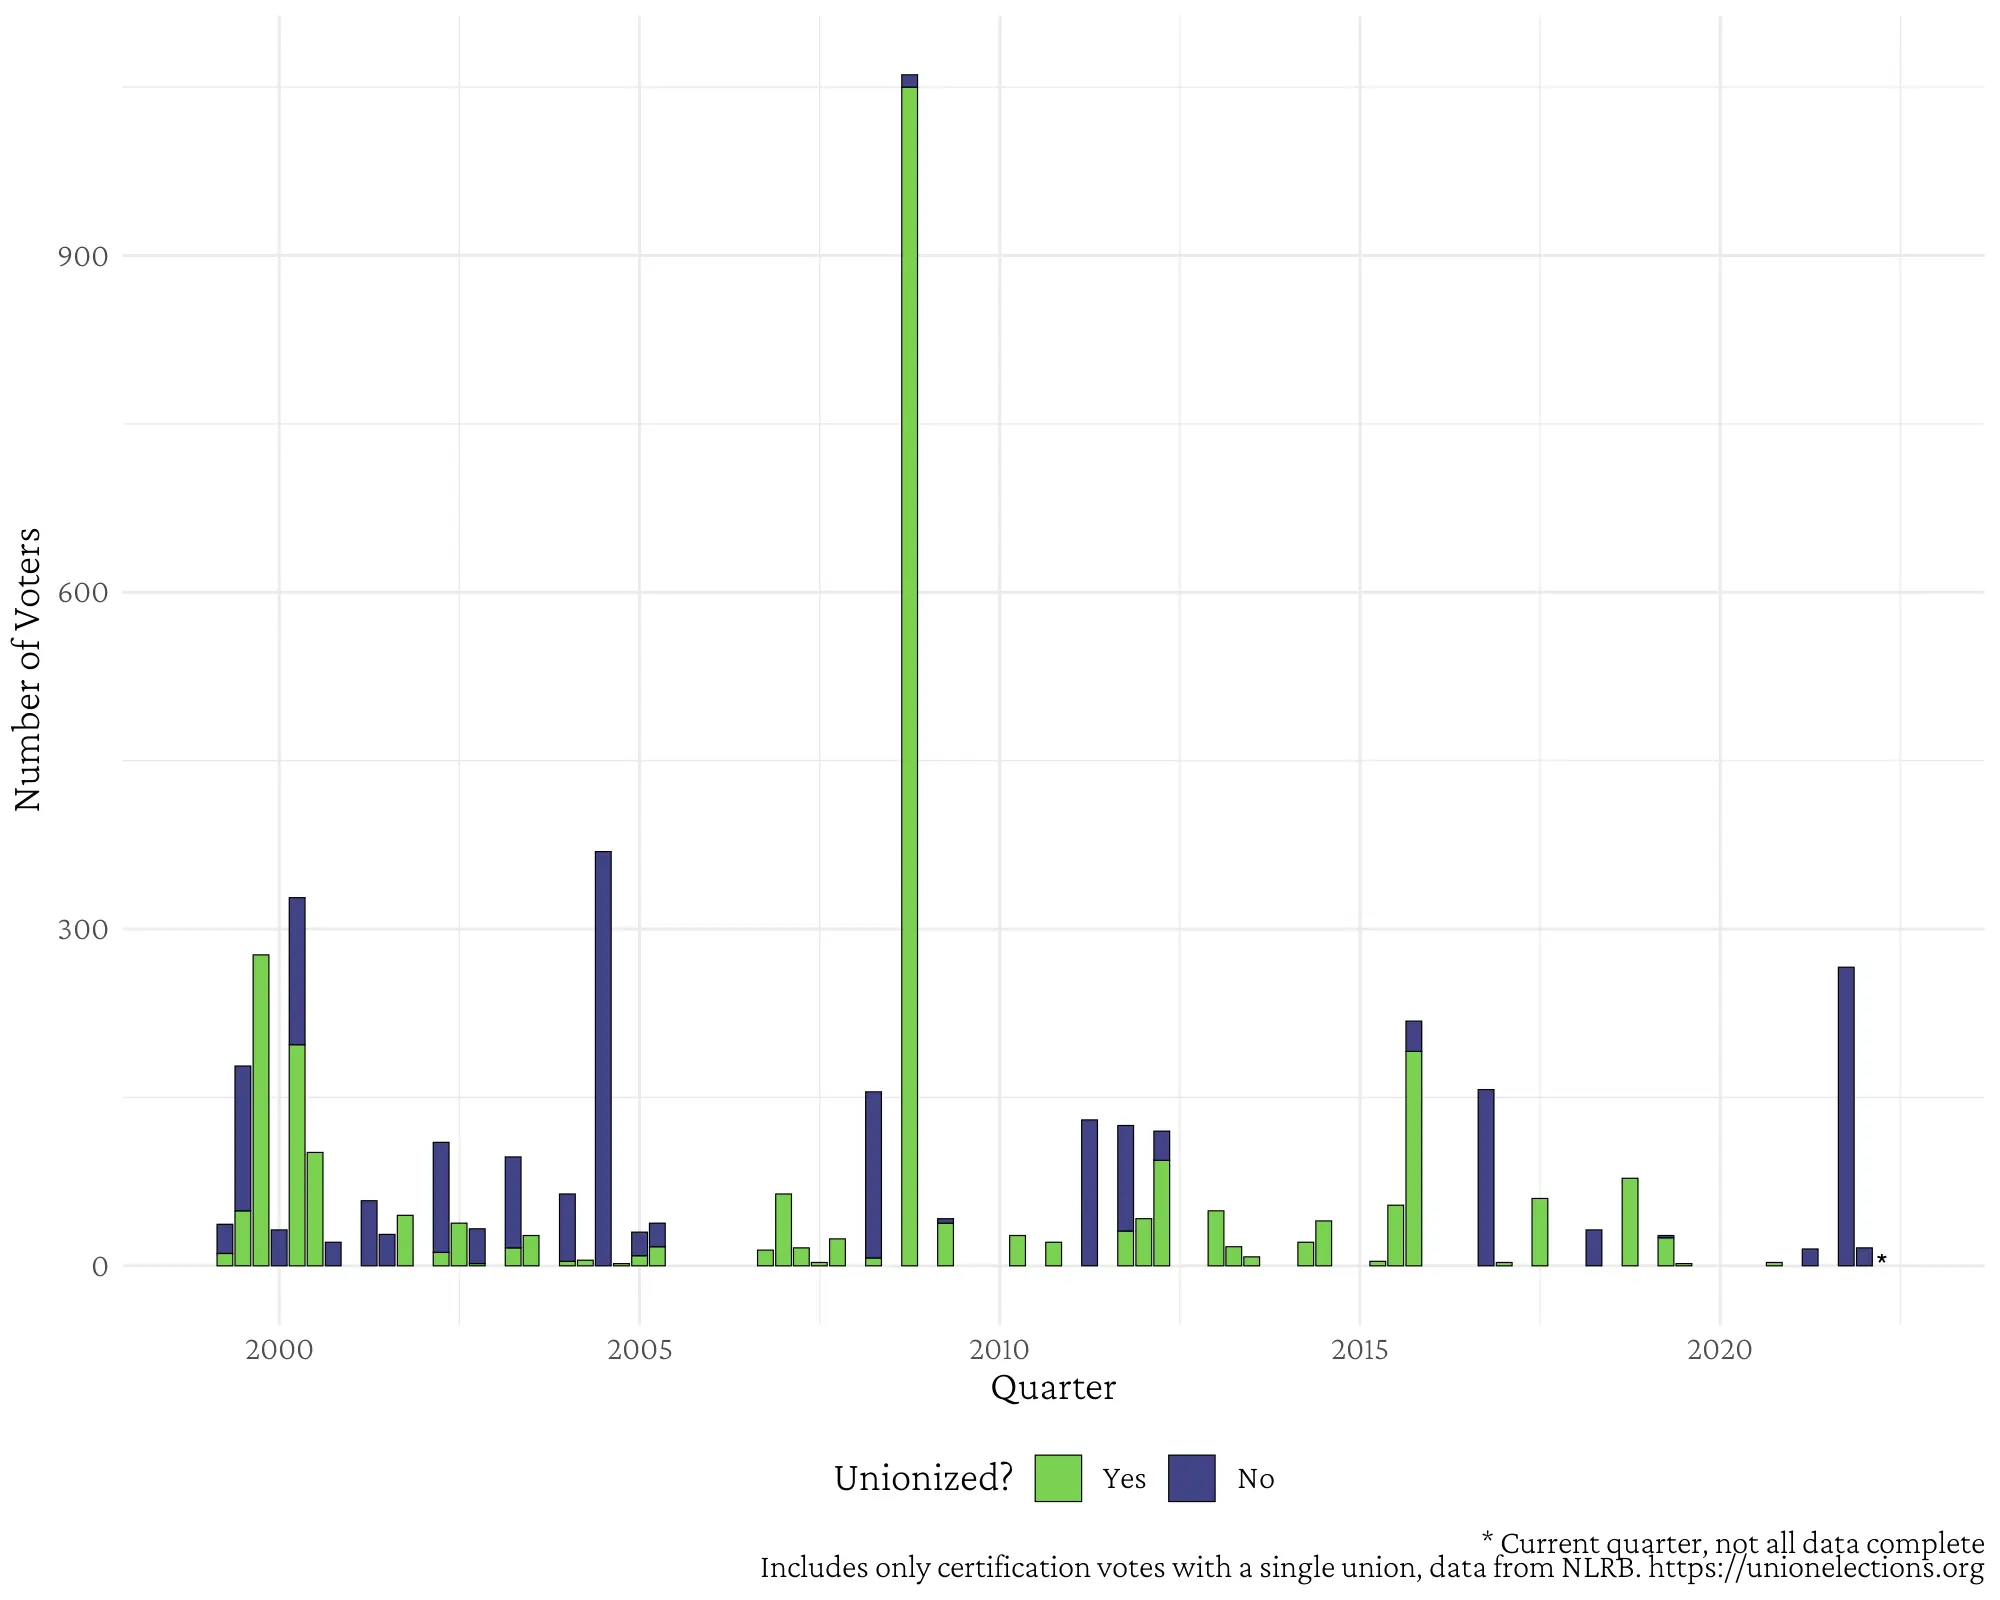 900
600
300
0
Number of Voters
*
2000 2005 2010 2015 2020
Quarter
Unionized? Yes No
* Current quarter, not all data complete
Includes only certification votes with a single union, data from NLRB. https://unionelections.org